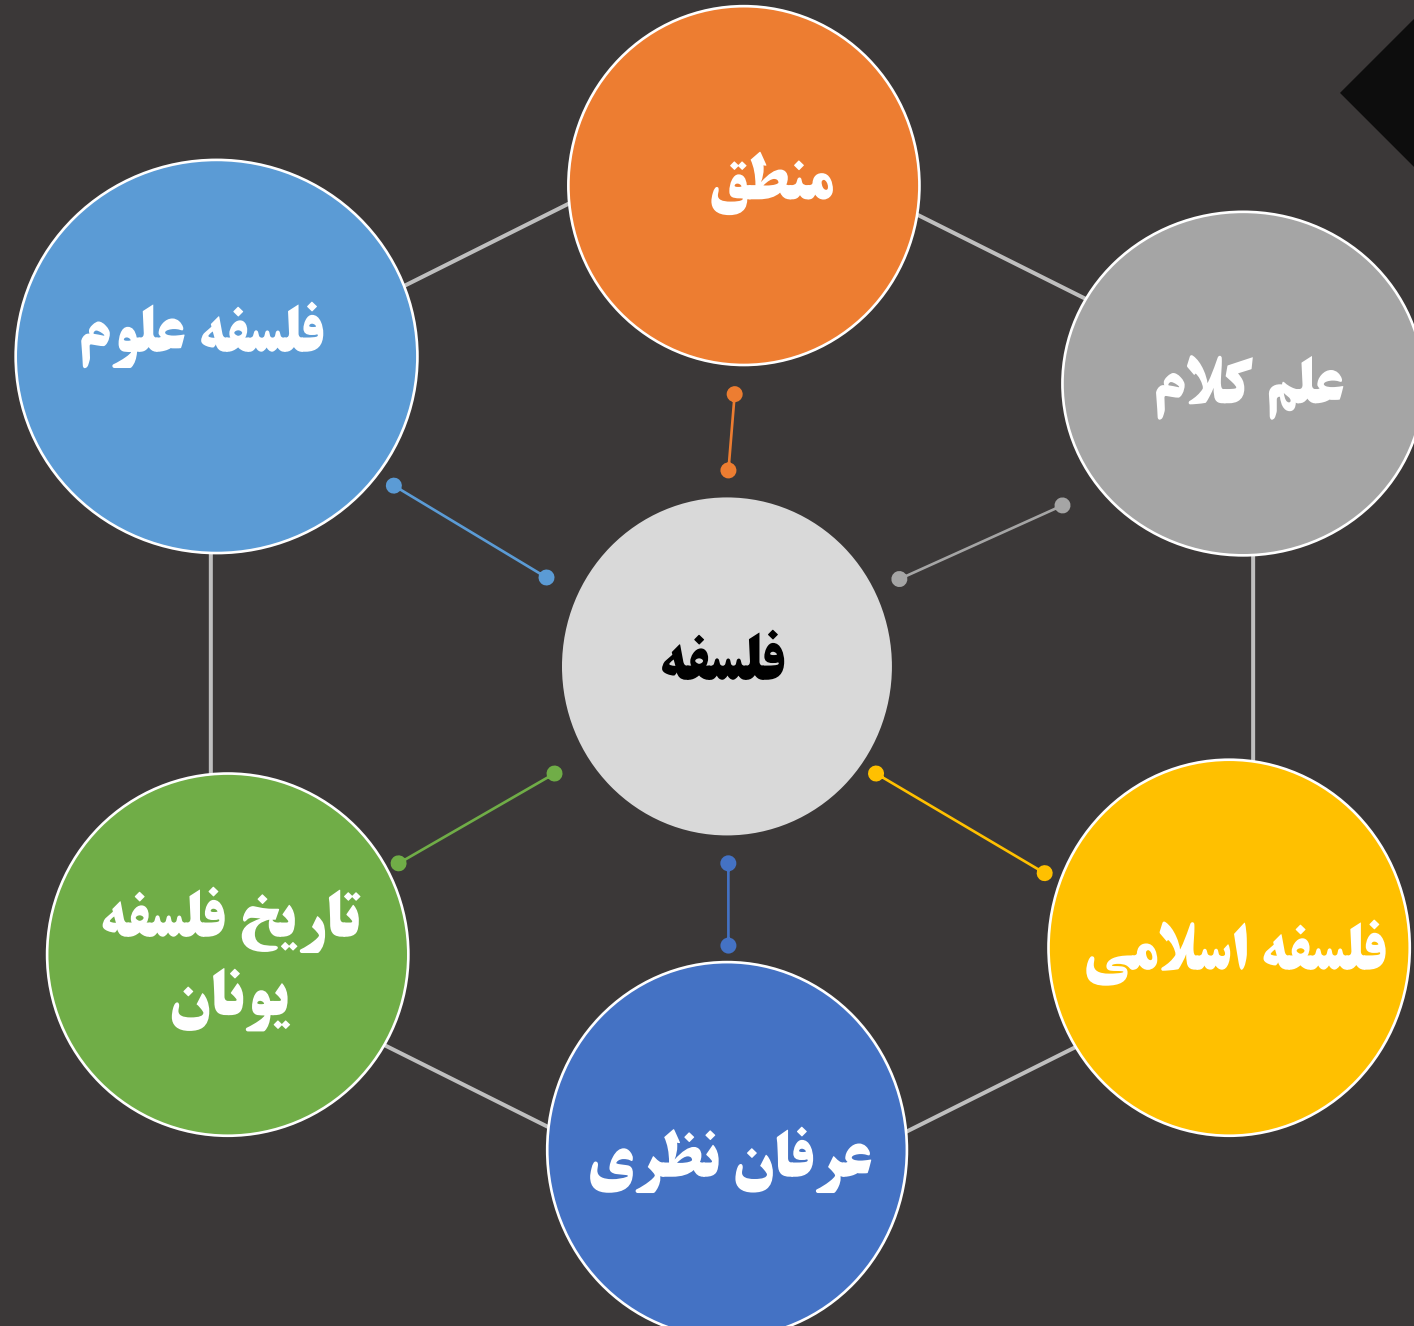 منطق
علم کلام
فلسفه علوم
فلسفه
فلسفه اسلامی
تاریخ فلسفه
یونان
عرفان نظری